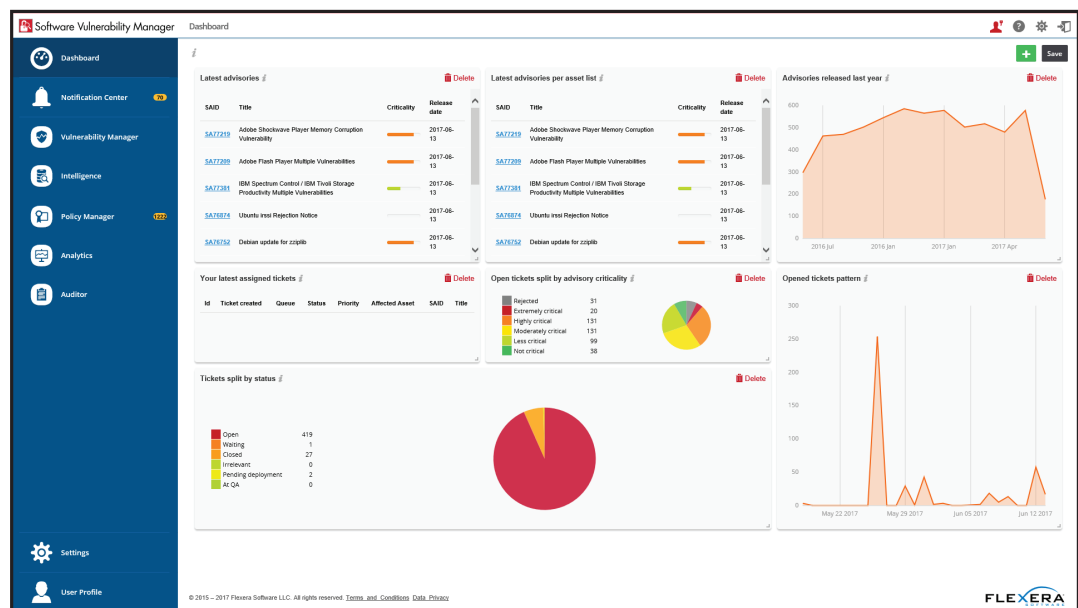 Software Vulnerability Manager
Dashboard
Dashboard
Notification Center 70
Vulnerability Manager
Intelligence
Policy Manager 1222
Analytics
Auditor
Settings
User Profile
i
+ Save
Latest advisories i Delete
SAID Title Criticality Release date
SA77219 Adobe Shockwave Player Memory Corruption Vulnerability 2017-06-13
SA77209 Adobe Flash Player Multiple Vulnerabilities 2017-06-13
SA77381 IBM Spectrum Control / IBM Tivoli Storage Productivity Multiple Vulnerabilities 2017-06-13
SA76874 Ubuntu irssi Rejection Notice 2017-06-13
SA76752 Debian update for zziplib 2017-06-13
Latest advisories per asset list i Delete
SAID Title Criticality Release date
SA77219 Adobe Shockwave Player Memory Corruption Vulnerability 2017-06-13
SA77209 Adobe Flash Player Multiple Vulnerabilities 2017-06-13
SA77381 IBM Spectrum Control / IBM Tivoli Storage Productivity Multiple Vulnerabilities 2017-06-13
SA76874 Ubuntu irssi Rejection Notice 2017-06-13
SA76752 Debian update for zziplib 2017-06-13
Advisories released last year i Delete
600
500
400
300
200
100
0
2016 Jul 2016 Jan 2017 Jan 2017 Apr
Your latest assigned tickets i Delete
Id Ticket created Queue Status Priority Affected Asset SAID Title
Open tickets split by advisory criticality i Delete
Rejected 31
Extremely critical 20
Highly critical 131
Moderately critical 131
Less critical 99
Not critical 38
Opened tickets pattern i Delete
300
250
200
150
100
50
0
May 22 2017 May 29 2017 Jun 05 2017 Jun 12 2017
Tickets split by status i Delete
Open 419
Waiting 1
Closed 27
Irrelevant 0
Pending deployment 2
At QA 0
© 2015 – 2017 Flexera Software LLC. All rights reserved. Terms and Conditions Data Privacy
FLEXERA
SOFTWARE